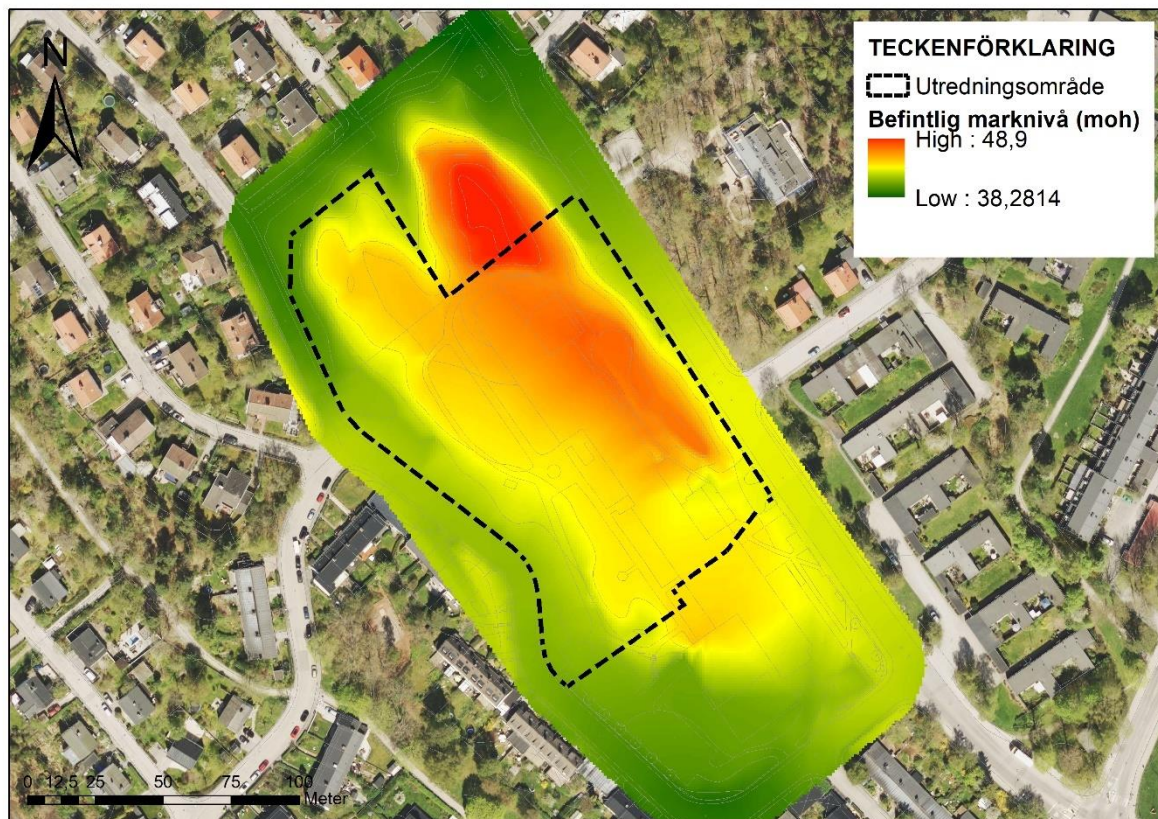 N
TECKENFÖRKLARING
Utredningsområde
Befintlig marknivå (moh)
High : 48,9
Low : 38,2814
0 12,5 25 50 75 100
Meter